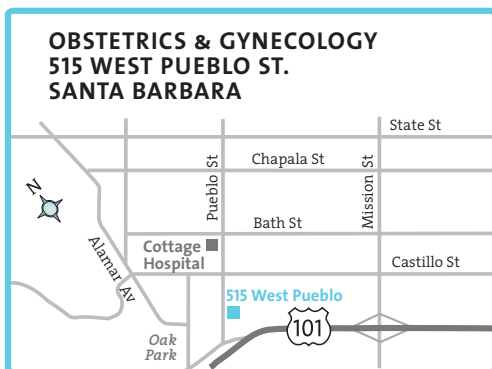 OBSTETRICS & GYNECOLOGY
515 WEST PUEBLO ST.
SANTA BARBARA
State St
Pueblo St
Chapala St
Mission St
N
Bath St
Alamar Av
Cottage
Hospital
Castillo St
515 West Pueblo
101
Oak
Park